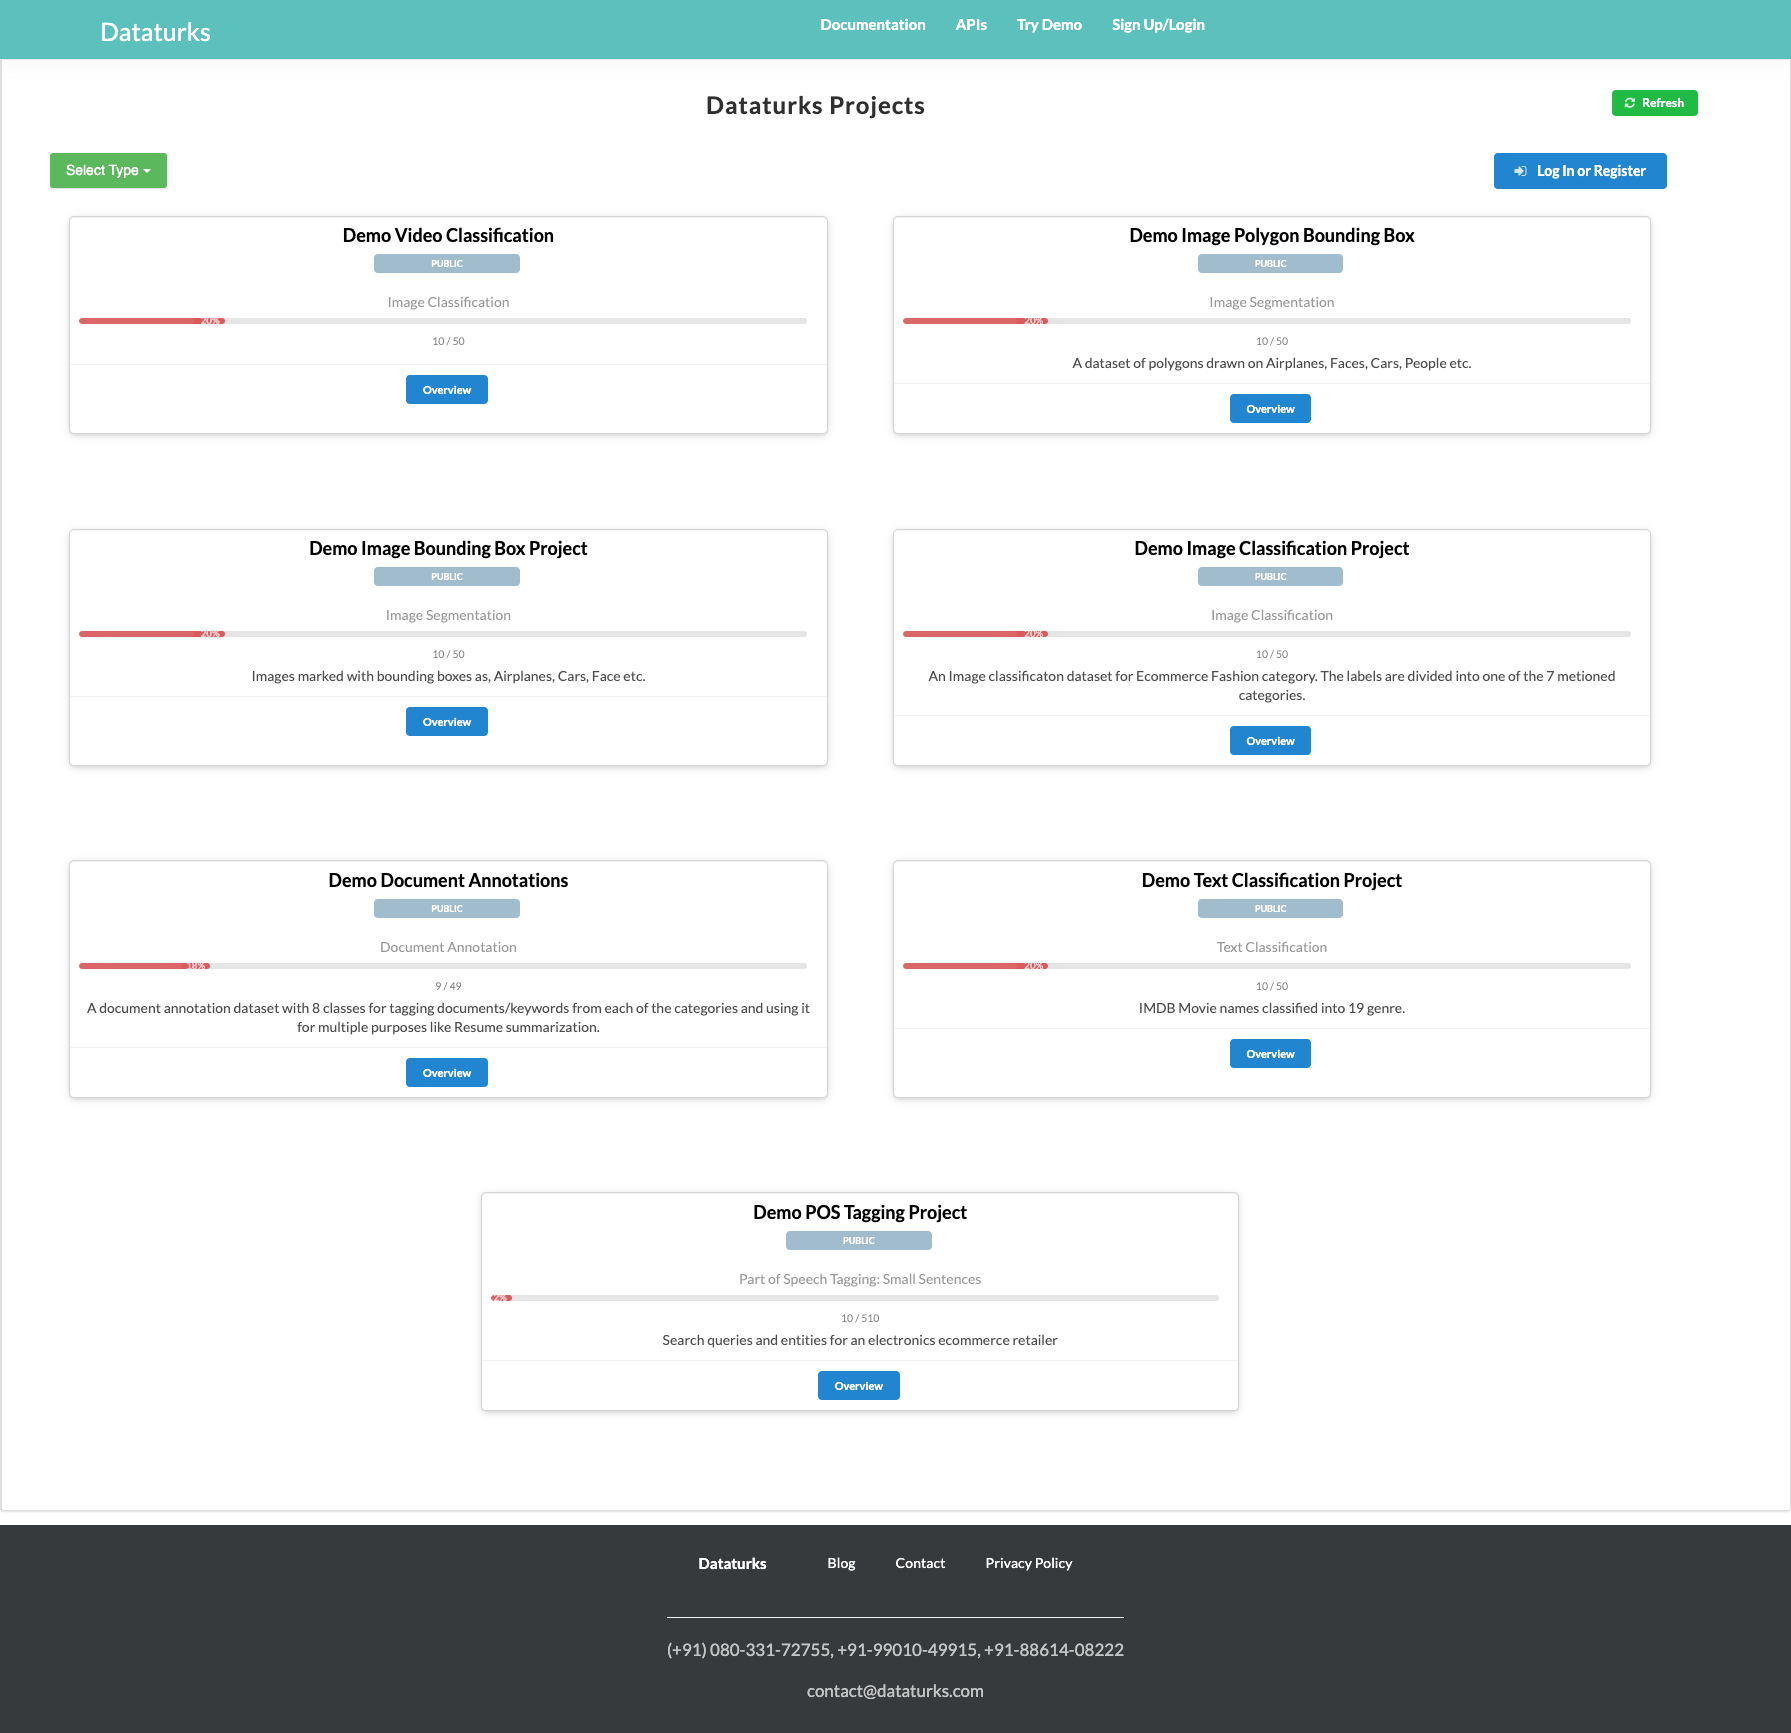 Dataturks
Documentation APIs Try Demo Sign Up/Login
Dataturks Projects
Refresh
Select Type
Log In or Register
Demo Video Classification
PUBLIC
Image Classification
20%
10 / 50
Overview
Demo Image Polygon Bounding Box
PUBLIC
Image Segmentation
20%
10 / 50
A dataset of polygons drawn on Airplanes, Faces, Cars, People etc.
Overview
Demo Image Bounding Box Project
PUBLIC
Image Segmentation
20%
10 / 50
Images marked with bounding boxes as, Airplanes, Cars, Face etc.
Overview
Demo Image Classification Project
PUBLIC
Image Classification
20%
10 / 50
An Image classificaton dataset for Ecommerce Fashion category. The labels are divided into one of the 7 metioned
categories.
Overview
Demo Document Annotations
PUBLIC
Document Annotation
18%
9 / 49
A document annotation dataset with 8 classes for tagging documents/keywords from each of the categories and using it
for multiple purposes like Resume summarization.
Overview
Demo Text Classification Project
PUBLIC
Text Classification
20%
10 / 50
IMDB Movie names classified into 19 genre.
Overview
Demo POS Tagging Project
PUBLIC
Part of Speech Tagging: Small Sentences
2%
10 / 510
Search queries and entities for an electronics ecommerce retailer
Overview
Dataturks Blog Contact Privacy Policy
(+91) 080-331-72755, +91-99010-49915, +91-88614-08222
contact@dataturks.com